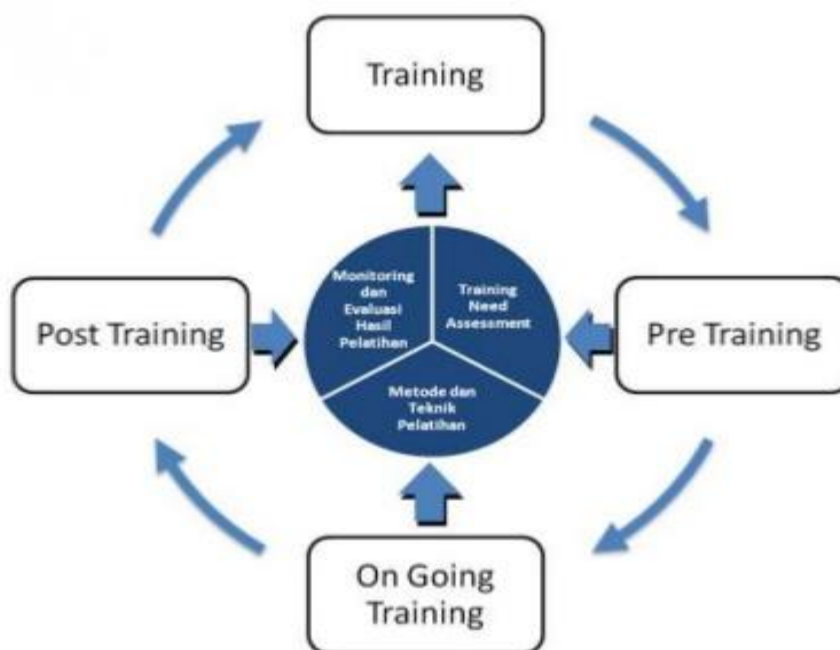 Training
Monitoring
dan
Evaluasi
Hasil
Pelatihan
Training
Need
Assessment
Post Training
Pre Training
Metode dan
Teknik
Pelatihan
On Going
Training